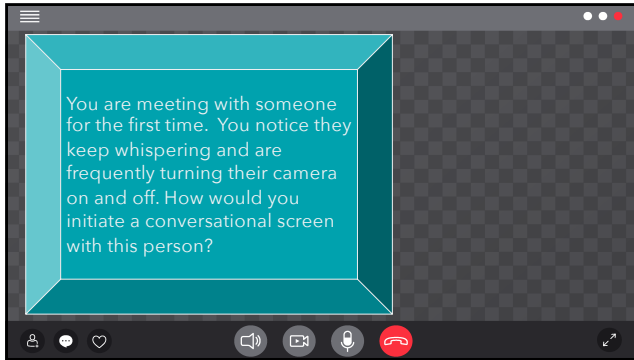 You are meeting with someone
for the first time.  You notice they
keep whispering and are
frequently turning their camera
on and off. How would you
initiate a conversational screen
with this person?